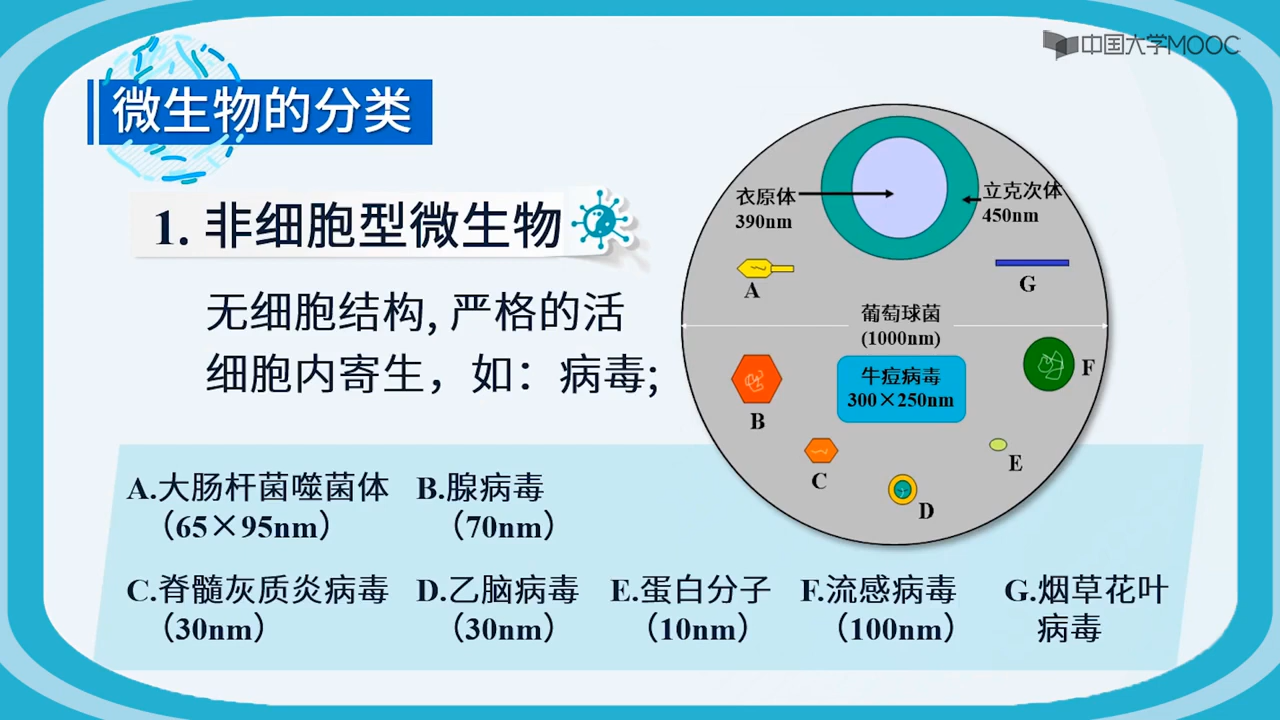 中国大学MOOC
微生物的分类
1. 非细胞型微生物
无细胞结构, 严格的活
细胞内寄生，如：病毒;
衣原体
390nm
立克次体
450nm
A
G
葡萄球菌
(1000nm)
牛痘病毒
300×250nm
F
B
C
E
D
A.大肠杆菌噬菌体 B.腺病毒
（65×95nm） （70nm）
C.脊髓灰质炎病毒 D.乙脑病毒 E.蛋白分子 F.流感病毒 G.烟草花叶
（30nm） （30nm） （10nm） （100nm） 病毒